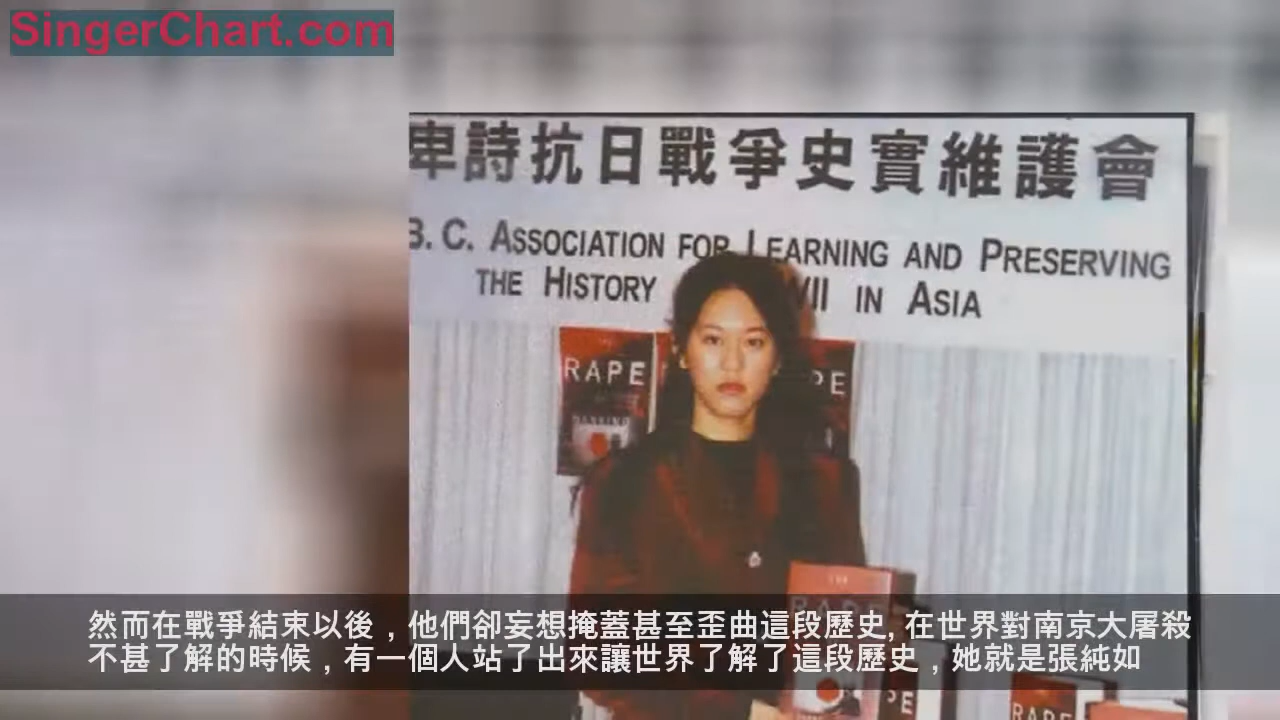 SingerChart.com
卑詩抗日戰爭史實維護會
B. C. ASSOCIATION FOR LEARNING AND PRESERVING
THE HISTORY VII IN ASIA
RAPE
RAPE
RAPE
然而在戰爭結束以後，他們卻妄想掩蓋甚至歪曲這段歷史, 在世界對南京大屠殺
不甚了解的時候，有一個人站了出來讓世界了解了這段歷史，她就是張純如